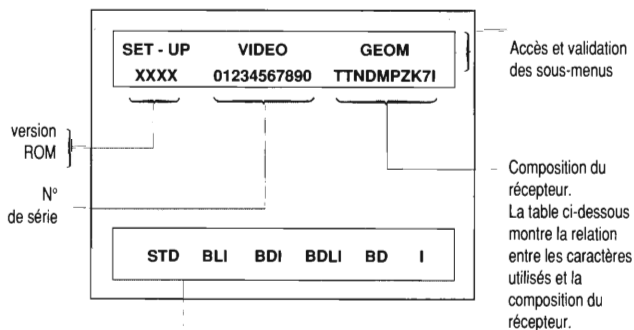 SET - UP VIDEO GEOM
XXXX 01234567890 TTNDMPZK7I
Accès et validation
des sous-menus
version
ROM
N°
de série
Composition du
récepteur.
La table ci-dessous
montre la relation
entre les caractères
utilisés et la
composition du
récepteur.
STD BLI BDI BDLI BD I